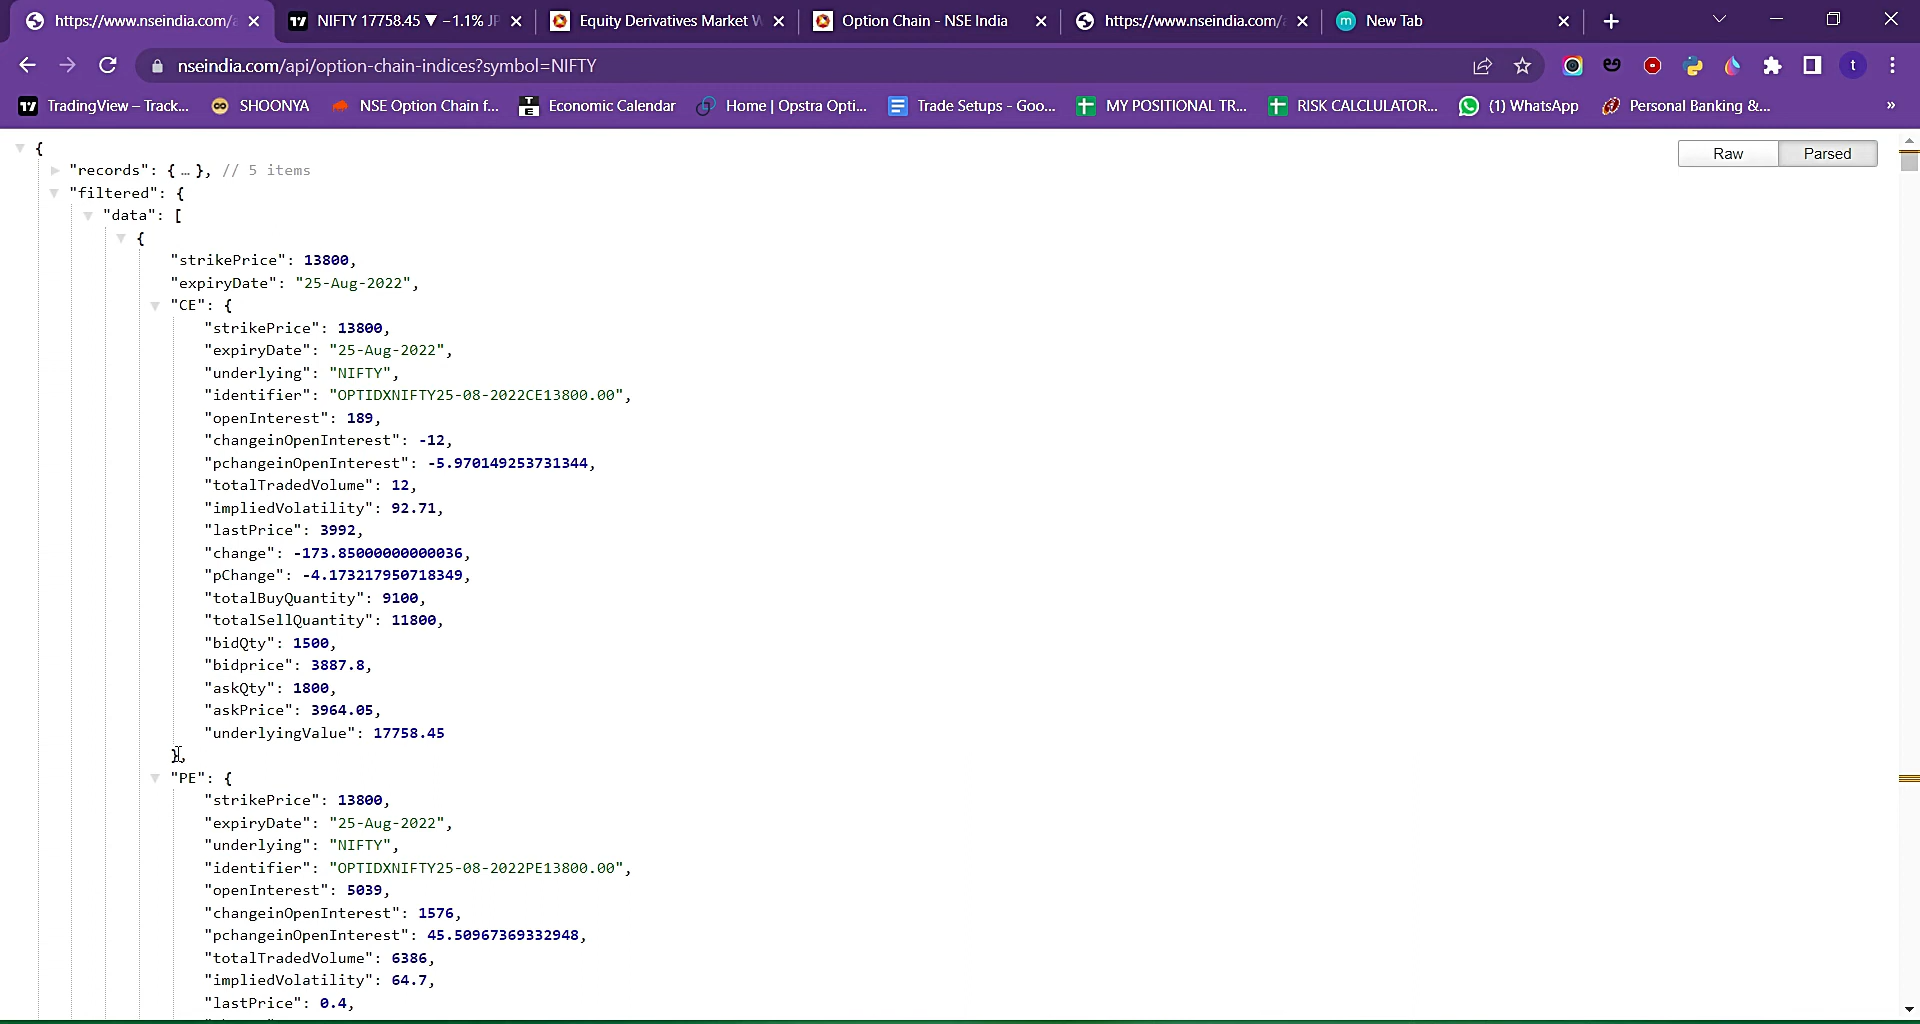 https://www.nseindia.com/a
NIFTY 17758.45 ▼ −1.1% JF
Equity Derivatives Market W
Option Chain - NSE India
https://www.nseindia.com/
m New Tab
nseindia.com/api/option-chain-indices?symbol=NIFTY
t
TradingView – Track...
SHOONYA
NSE Option Chain f...
TE Economic Calendar
Home | Opstra Opti...
Trade Setups - Goo...
MY POSITIONAL TR...
RISK CALCLULATOR...
(1) WhatsApp
Personal Banking &...
»
Raw
Parsed
{
"records": { … }, // 5 items
"filtered": {
"data": [
{
"strikePrice": 13800,
"expiryDate": "25-Aug-2022",
"CE": {
"strikePrice": 13800,
"expiryDate": "25-Aug-2022",
"underlying": "NIFTY",
"identifier": "OPTIDXNIFTY25-08-2022CE13800.00",
"openInterest": 189,
"changeinOpenInterest": -12,
"pchangeinOpenInterest": -5.970149253731344,
"totalTradedVolume": 12,
"impliedVolatility": 92.71,
"lastPrice": 3992,
"change": -173.85000000000036,
"pChange": -4.173217950718349,
"totalBuyQuantity": 9100,
"totalSellQuantity": 11800,
"bidQty": 1500,
"bidprice": 3887.8,
"askQty": 1800,
"askPrice": 3964.05,
"underlyingValue": 17758.45
},
"PE": {
"strikePrice": 13800,
"expiryDate": "25-Aug-2022",
"underlying": "NIFTY",
"identifier": "OPTIDXNIFTY25-08-2022PE13800.00",
"openInterest": 5039,
"changeinOpenInterest": 1576,
"pchangeinOpenInterest": 45.50967369332948,
"totalTradedVolume": 6386,
"impliedVolatility": 64.7,
"lastPrice": 0.4,